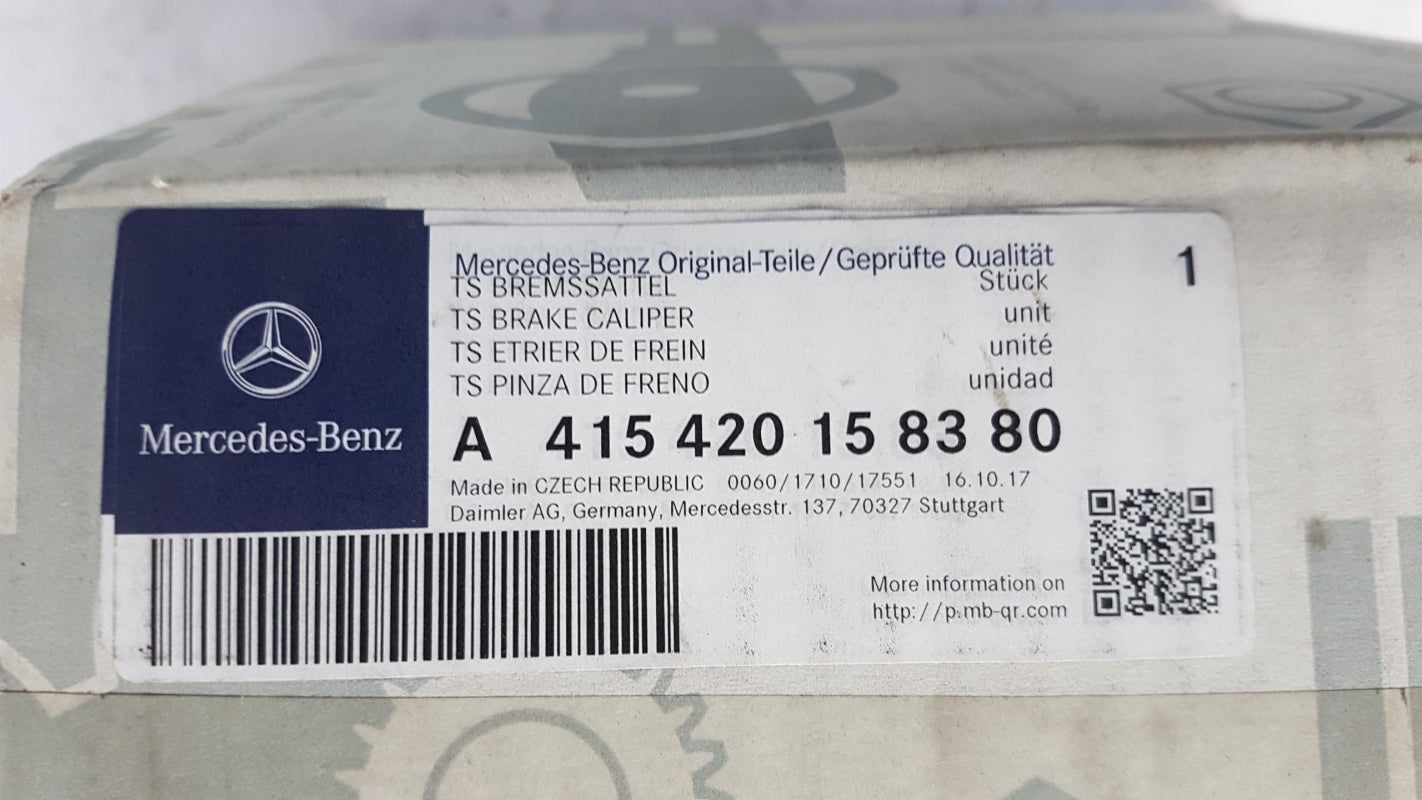 Mercedes-Benz
Mercedes-Benz Original-Teile/Geprüfte Qualität 1
TS BREMSSATTEL Stück
TS BRAKE CALIPER unit
TS ETRIER DE FREIN unité
TS PINZA DE FRENO unidad
A 415 420 15 83 80
Made in CZECH REPUBLIC 0060/1710/17551 16.10.17
Daimler AG, Germany, Mercedesstr. 137, 70327 Stuttgart
More information on
http://p.mb-qr.com